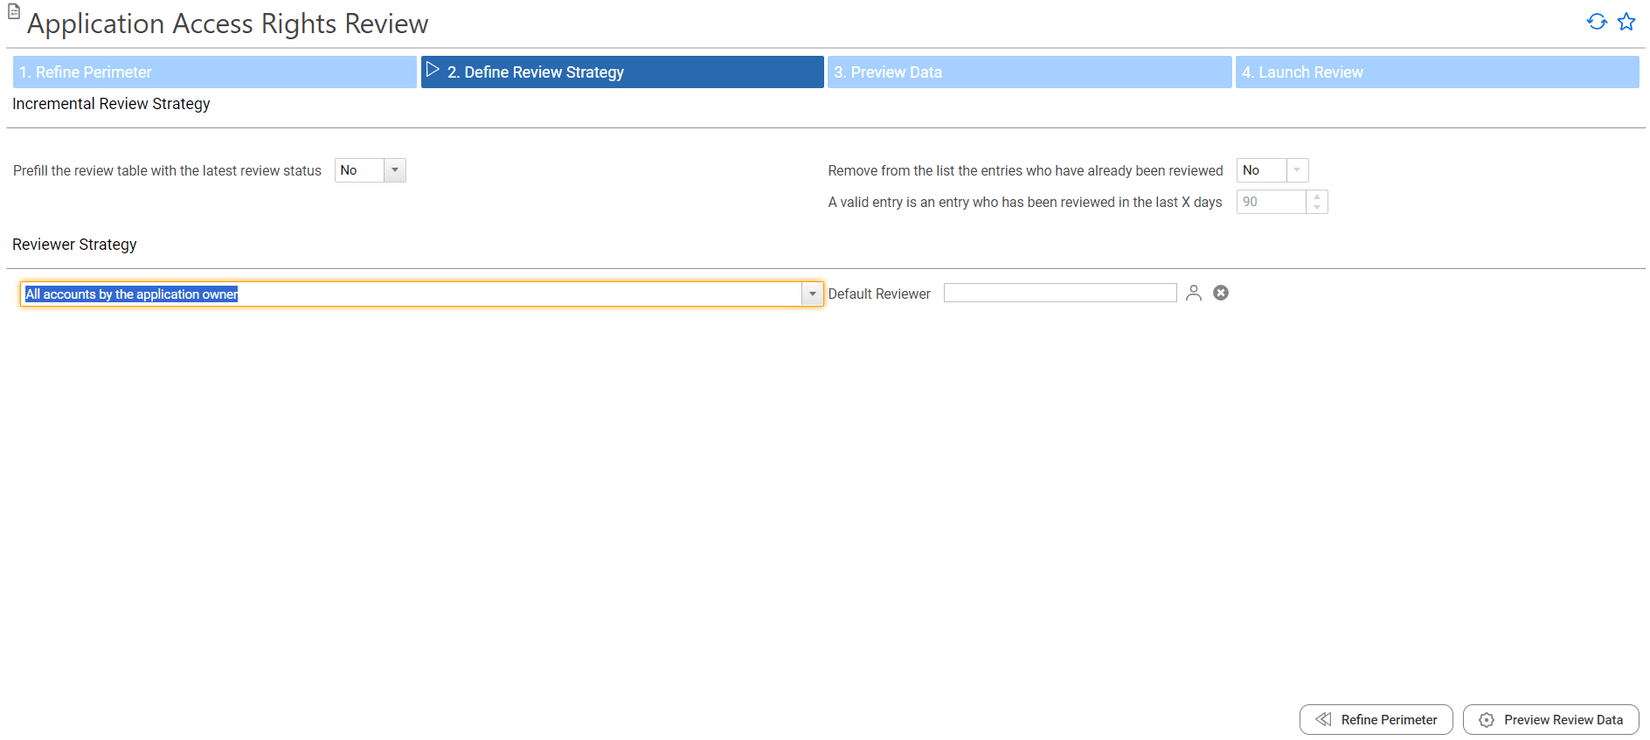 Application Access Rights Review
1. Refine Perimeter
2. Define Review Strategy
3. Preview Data
4. Launch Review
Incremental Review Strategy
Prefill the review table with the latest review status No
Remove from the list the entries who have already been reviewed No
A valid entry is an entry who has been reviewed in the last X days 90
Reviewer Strategy
All accounts by the application owner
Default Reviewer
Refine Perimeter
Preview Review Data